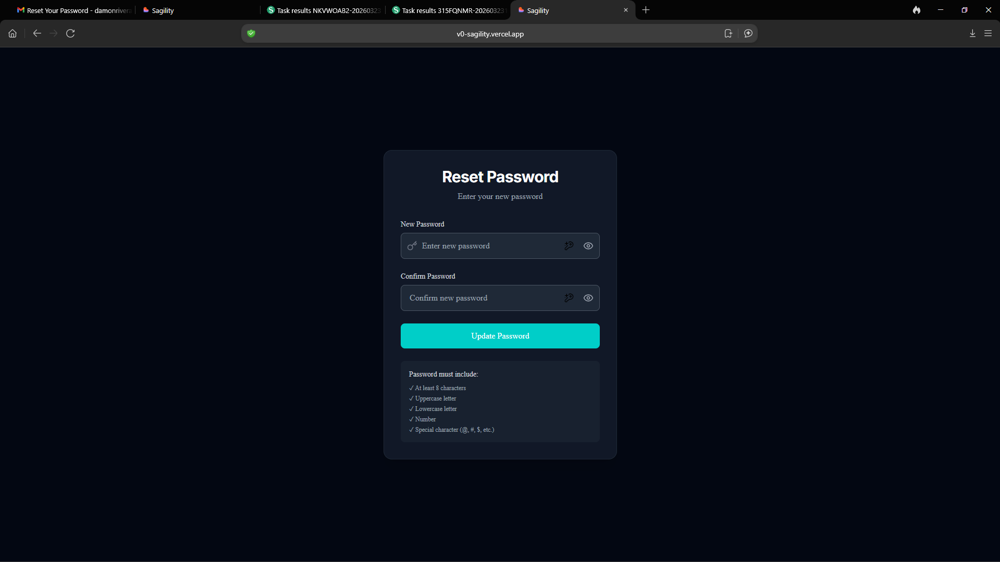 Reset Your Password - damonrivera
Sagility
Task results NKVWOAB2-20260323
Task results 315FQNMR-20260323
Sagility
v0-sagility.vercel.app
Reset Password
Enter your new password
New Password
Enter new password
Confirm Password
Confirm new password
Update Password
Password must include:
✓ At least 8 characters
✓ Uppercase letter
✓ Lowercase letter
✓ Number
✓ Special character (@, #, $, etc.)